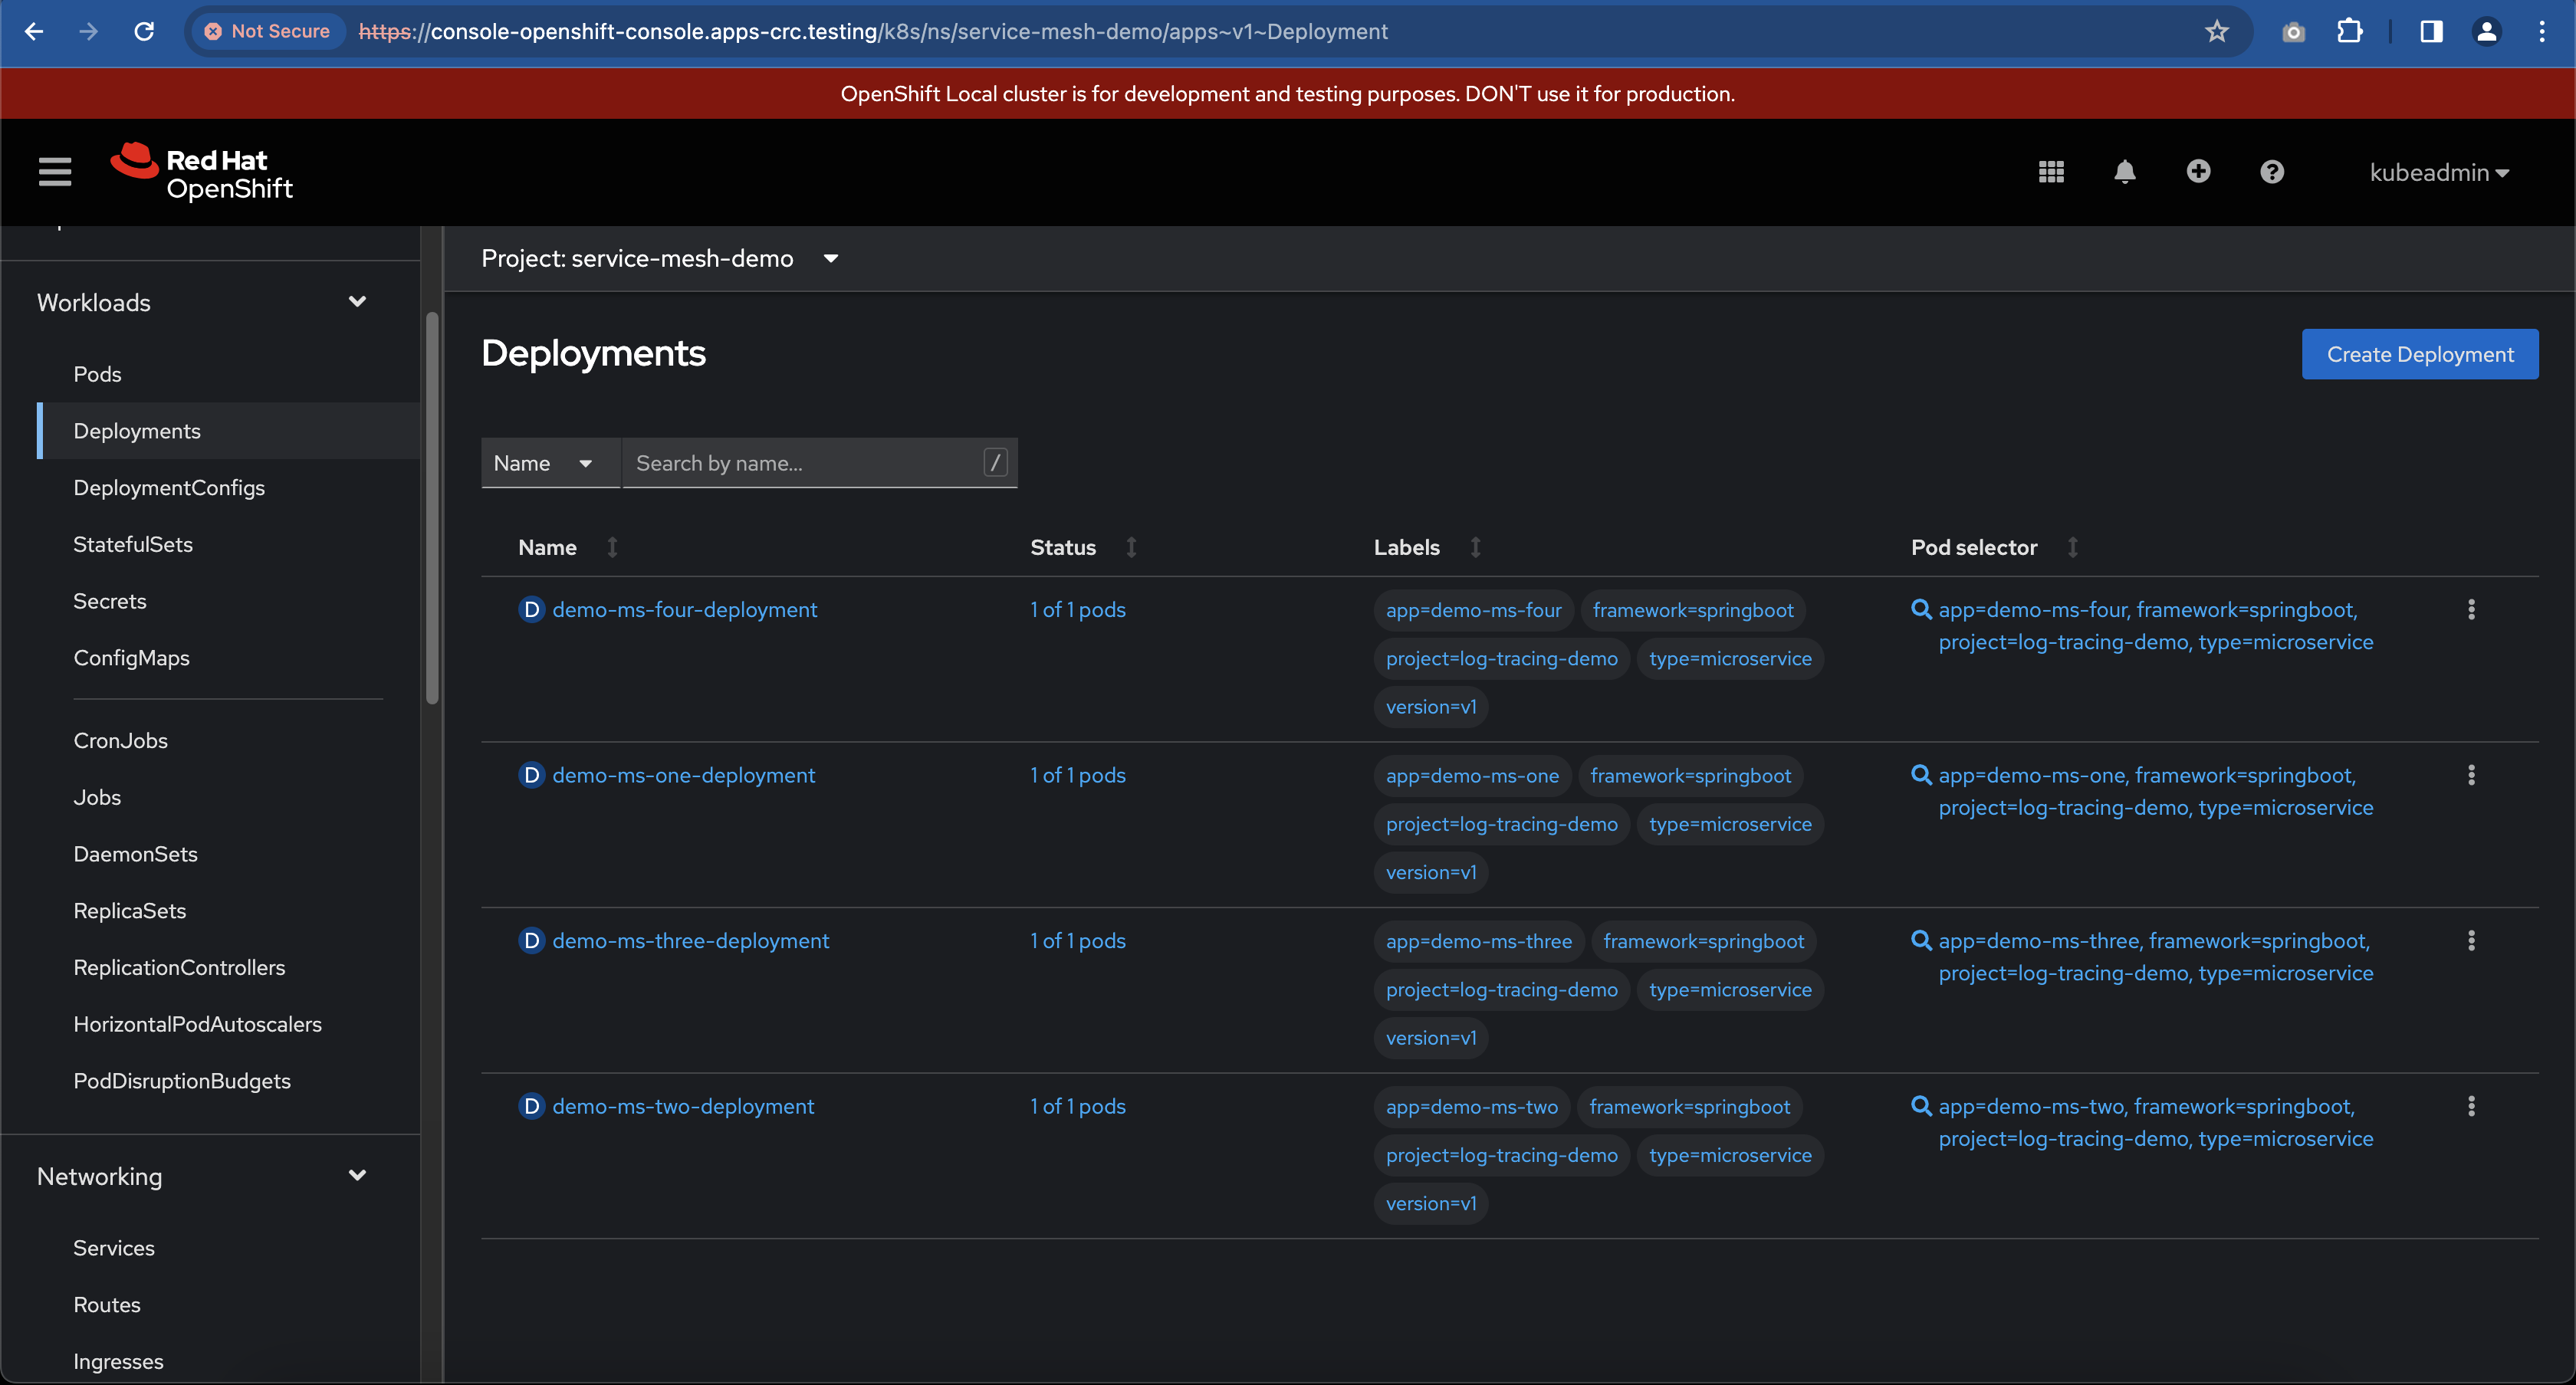 Not Secure https://console-openshift-console.apps-crc.testing/k8s/ns/service-mesh-demo/apps~v1~Deployment
OpenShift Local cluster is for development and testing purposes. DON'T use it for production.
Red Hat
OpenShift
kubeadmin
Project: service-mesh-demo
Workloads
Pods
Deployments
DeploymentConfigs
StatefulSets
Secrets
ConfigMaps
CronJobs
Jobs
DaemonSets
ReplicaSets
ReplicationControllers
HorizontalPodAutoscalers
PodDisruptionBudgets
Networking
Services
Routes
Ingresses
Deployments
Create Deployment
Name Search by name... /
Name Status Labels Pod selector
D demo-ms-four-deployment 1 of 1 pods app=demo-ms-four framework=springboot app=demo-ms-four, framework=springboot,
project=log-tracing-demo type=microservice project=log-tracing-demo, type=microservice
version=v1
D demo-ms-one-deployment 1 of 1 pods app=demo-ms-one framework=springboot app=demo-ms-one, framework=springboot,
project=log-tracing-demo type=microservice project=log-tracing-demo, type=microservice
version=v1
D demo-ms-three-deployment 1 of 1 pods app=demo-ms-three framework=springboot app=demo-ms-three, framework=springboot,
project=log-tracing-demo type=microservice project=log-tracing-demo, type=microservice
version=v1
D demo-ms-two-deployment 1 of 1 pods app=demo-ms-two framework=springboot app=demo-ms-two, framework=springboot,
project=log-tracing-demo type=microservice project=log-tracing-demo, type=microservice
version=v1